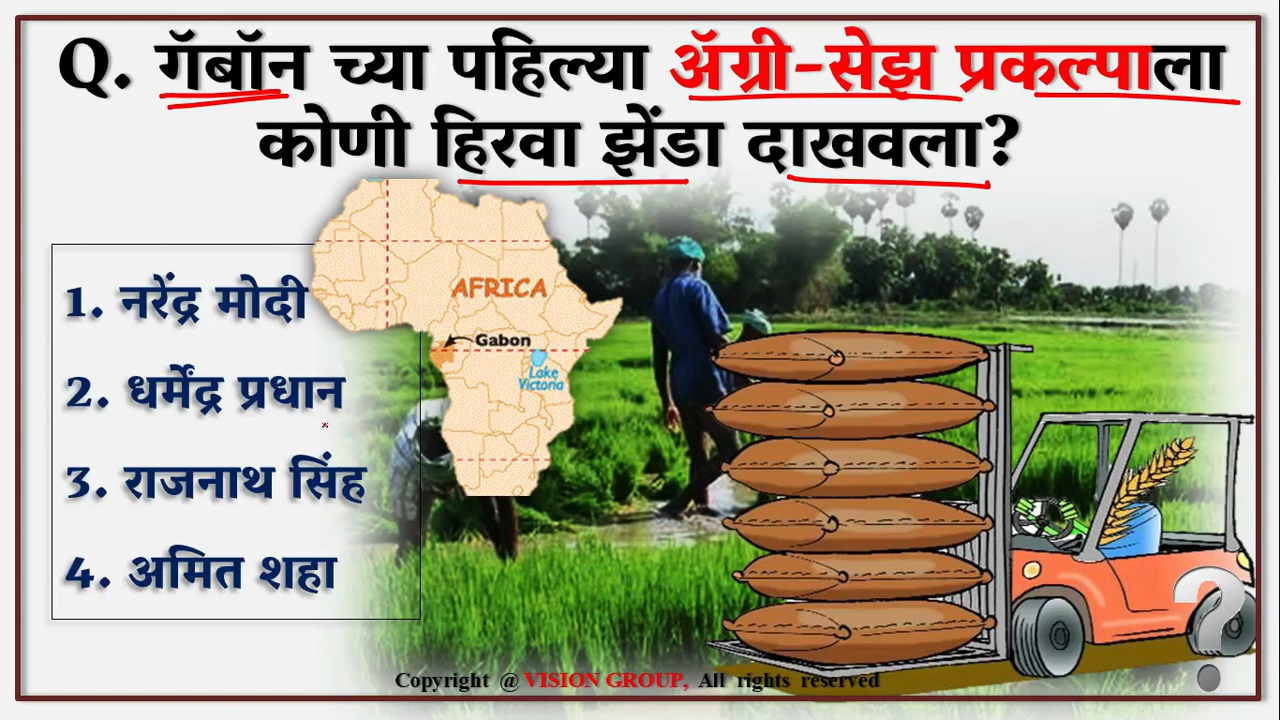 Q. गॅबॉन च्या पहिल्या ॲग्री-सेझ प्रकल्पाला
कोणी हिरवा झेंडा दाखवला?
1. नरेंद्र मोदी
2. धर्मेंद्र प्रधान
3. राजनाथ सिंह
4. अमित शहा
AFRICA
Gabon
Lake
Victoria
?
Copyright @ VISION GROUP, All rights reserved